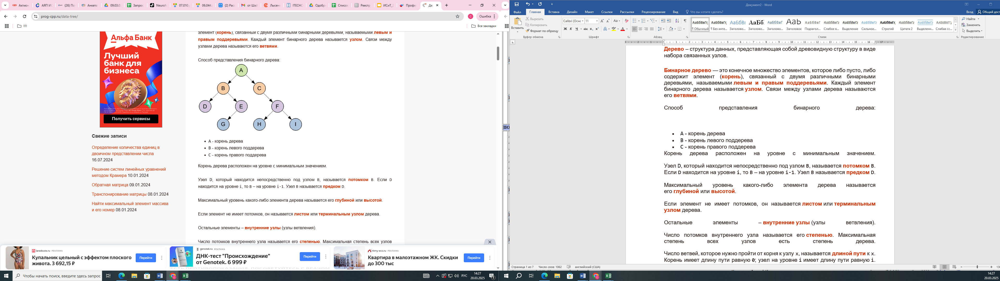 Актион
АЯП ИС
(26) По
Анкета
09.03.0
Запрос
Neurofo
07.010.
06.044.
(2) Расс
от Шай
Лысен
ITECHC
Одобре
Список
Реестр
ИСиТ_2
Профес
Де
prog-cpp.ru/data-tree/
Ошибка
!!!!
Все закладки
Альфа Банк
Лучший
банк для
бизнеса
Получить сервисы
Свежие записи
Определение количества единиц в
двоичном представлении числа
16.07.2024
Решение систем линейных уравнений
методом Крамера 10.01.2024
Обратная матрица 09.01.2024
Транспонирование матрицы 08.01.2024
Найти максимальный элемент массива
и его номер 08.01.2024
элемент (корень), связанный с двумя различными бинарными деревьями, называемыми левым и
правым поддеревьями. Каждый элемент бинарного дерева называется узлом. Связи между
узлами дерева называются его ветвями.
Способ представления бинарного дерева:
A
B C
D E F
G H I
A - корень дерева
B - корень левого поддерева
C - корень правого поддерева
Корень дерева расположен на уровне с минимальным значением.
Узел D, который находится непосредственно под узлом B, называется потомком B. Если D
находится на уровне i, то B – на уровне i-1. Узел B называется предком D.
Максимальный уровень какого-либо элемента дерева называется его глубиной или высотой.
Если элемент не имеет потомков, он называется листом или терминальным узлом дерева.
Остальные элементы – внутренние узлы (узлы ветвления).
Число потомков внутреннего узла называется его степенью. Максимальная степень всех узлов
laredoute.ru РЕКЛАМА
Купальник цельный с эффектом плоского
живота. 3 692,15 ₽
Перейти
genotek.ru РЕКЛАМА
ДНК-тест "Происхождение"
от Genotek. 6 999 ₽
Перейти
ЕСТЬ ПРОТИВОПОКАЗАНИЯ. ПОСОВЕТУЙТЕСЬ С ВРАЧОМ
ritmy-eco.ru РЕКЛАМА
Квартира в малоэтажном ЖК. Скидки
до 300 тыс
Перейти
Чтобы начать поиск, введите здесь запрос
РУС
14:27
20.03.2025
ПО
Документ2 - Word
Файл Главная Вставка Дизайн Макет Ссылки Рассылки Рецензирование Вид Что вы хотите сделать?
Вход Общий дост
Вставить
Вырезать
Копировать
Формат по образцу
Буфер обмена
Calibri (Осно 11
Ж К Ч abc x₂ x²
Шрифт
Абзац
АаБбВвГг, АаБбВвГг, АаБбВ АаБб АаБбВвГ АаБ АаБбВвГ АаБбВвГг АаБбВвГг АаБбВвГг АаБбВвГг, АаБбВвГг АаБбВвГг АаБбВвГг
¶ Обычный ¶ Без инте... Заголово... Заголово... Заголово... Заголовок Подзагол... Слабое в... Выделение Сильное... Строгий Цитата 2 Выделенн... Слабая сс...
Стили
Найти
Заменить
Выделить
Редактирование
Дерево – структура данных, представляющая собой древовидную структуру в виде
набора связанных узлов.
Бинарное дерево — это конечное множество элементов, которое либо пусто, либо
содержит элемент (корень), связанный с двумя различными бинарными
деревьями, называемыми левым и правым поддеревьями. Каждый элемент
бинарного дерева называется узлом. Связи между узлами дерева называются
его ветвями.
Способ представления бинарного дерева:
A - корень дерева
B - корень левого поддерева
C - корень правого поддерева
Корень дерева расположен на уровне с минимальным значением.
Узел D, который находится непосредственно под узлом B, называется потомком B.
Если D находится на уровне i, то B – на уровне i-1. Узел B называется предком D.
Максимальный уровень какого-либо элемента дерева называется
его глубиной или высотой.
Если элемент не имеет потомков, он называется листом или терминальным
узлом дерева.
Остальные элементы – внутренние узлы (узлы ветвления).
Число потомков внутреннего узла называется его степенью. Максимальная
степень всех узлов есть степень дерева.
Число ветвей, которое нужно пройти от корня к узлу x, называется длиной пути к x.
Корень имеет длину пути равную 0; узел на уровне i имеет длину пути равную i.
Страница 1 из 7 Число слов: 1062 английский (США)
14:27
20.03.2025